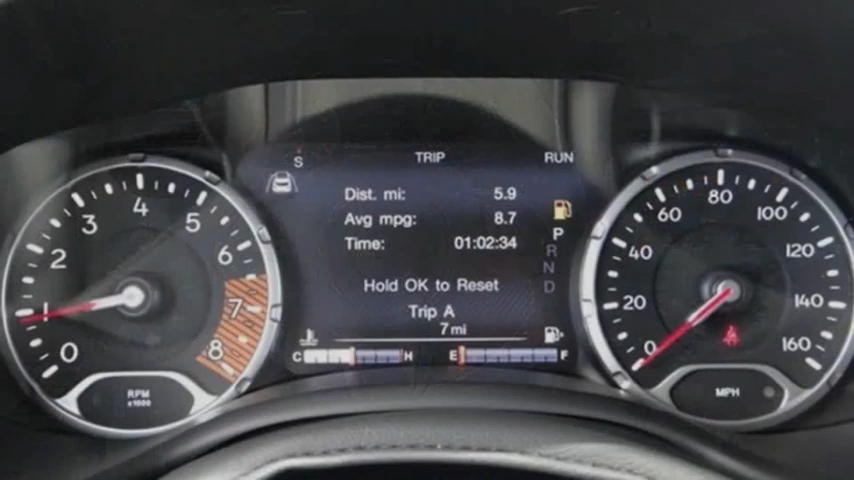 S TRIP RUN
Dist. mi: 5.9
Avg mpg: 8.7
Time: 01:02:34
P
R
N
D
Hold OK to Reset
Trip A
7 mi
C H E F
0 1 2 3 4 5 6 7 8
RPM
x1000
0 20 40 60 80 100 120 140 160
MPH